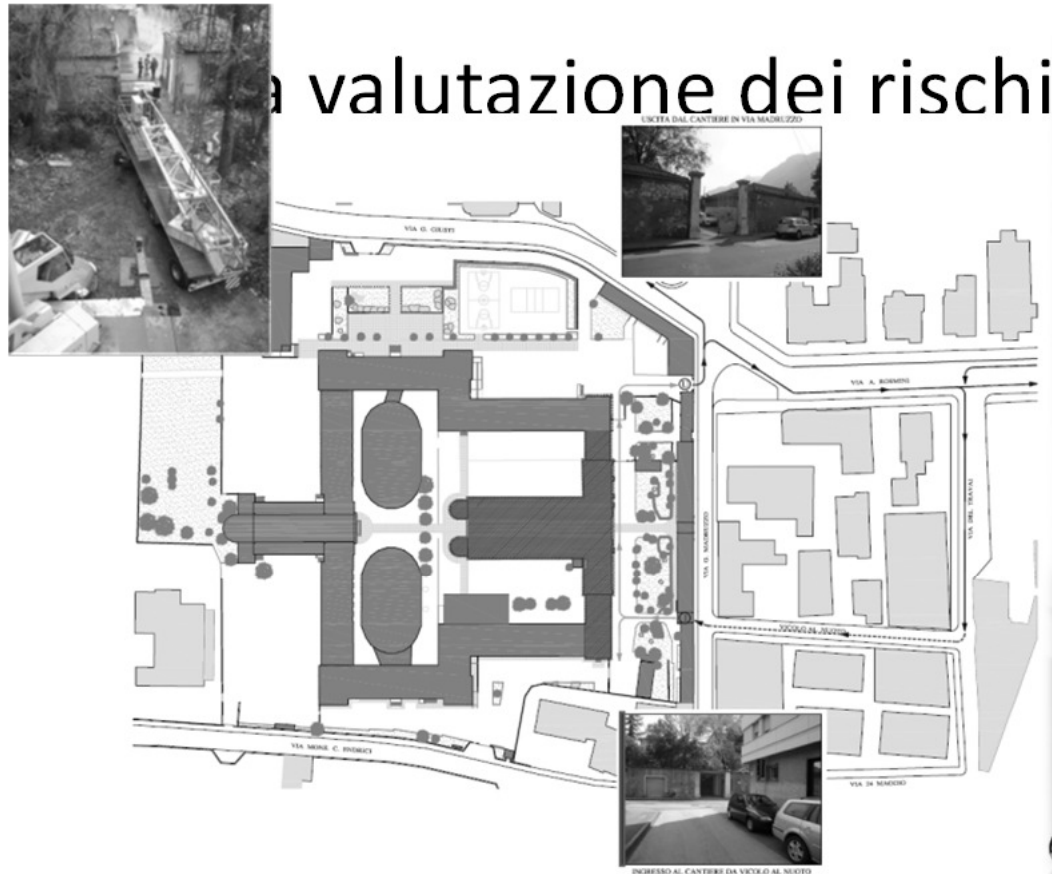 a valutazione dei rischi
USCITA DAL CANTIERE IN VIA MADRUZZO
VIA G. GIUSTI
VIA A. ROSMINI
VIA G. MADRUZZO
VIA DEL TRAVAI
VICOLO AL NUOTO
VIA MONS. C. ENDRICI
VIA 24 MAGGIO
INGRESSO AL CANTIERE DA VICOLO AL NUOTO